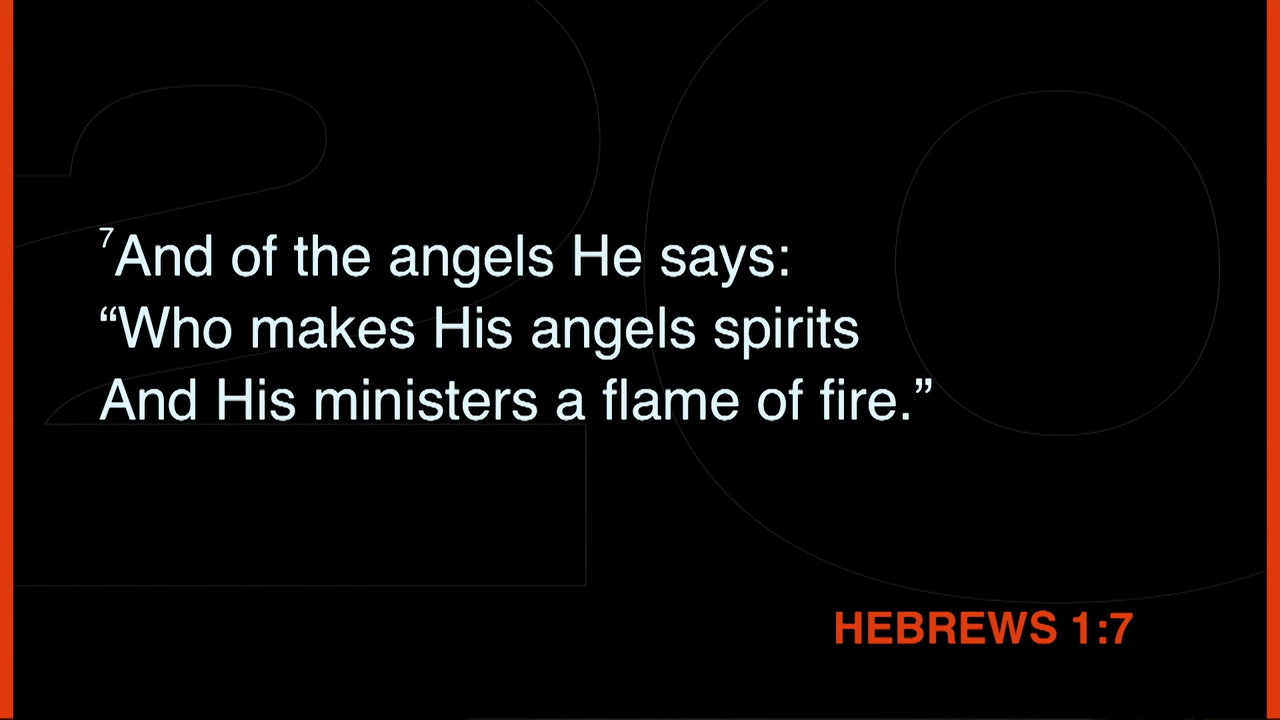 7And of the angels He says:
“Who makes His angels spirits
And His ministers a flame of fire.”
HEBREWS 1:7
20